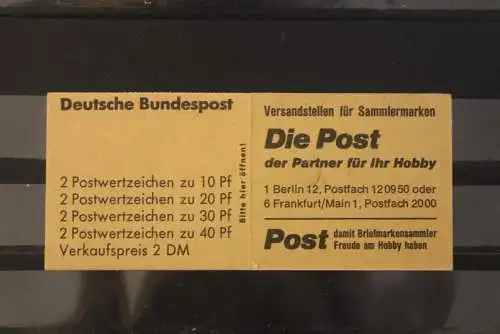 Deutsche Bundespost
2 Postwertzeichen zu 10 Pf
2 Postwertzeichen zu 20 Pf
2 Postwertzeichen zu 30 Pf
2 Postwertzeichen zu 40 Pf
Verkaufspreis 2 DM
Bitte hier öffnen!
Versandstellen für Sammlermarken
Die Post
der Partner für Ihr Hobby
1 Berlin 12, Postfach 120950 oder
6 Frankfurt/Main 1, Postfach 2000
Post damit Briefmarkensammler
Freude am Hobby haben